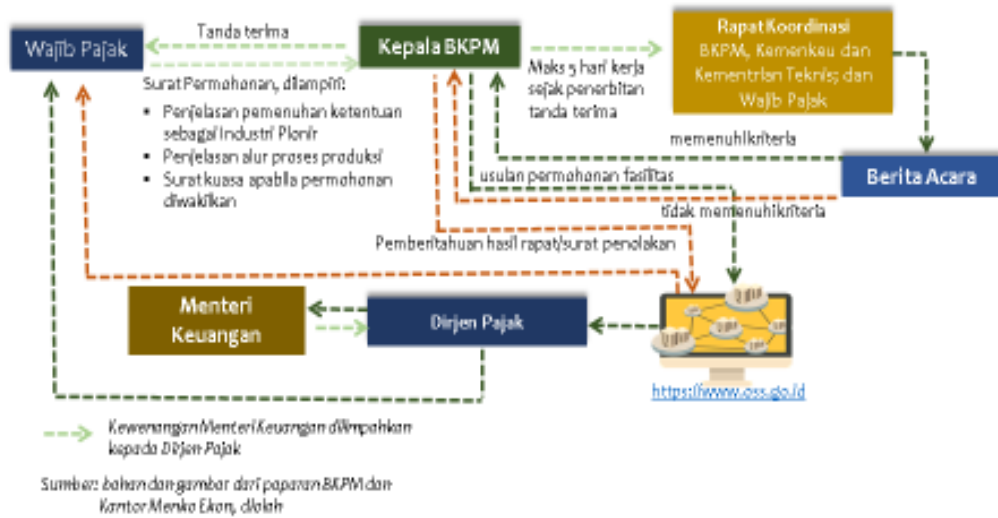 Tanda terima
Wajib Pajak
Kepala BKPM
Rapat Koordinasi
BKPM, Kemenkeu dan
Kementrian Teknis; dan
Wajib Pajak
Surat Permohonan, dilampiri:
▪ Penjelasan pemenuhan ketentuan
sebagai Industri Pionir
▪ Penjelasan alur proses produksi
▪ Surat kuasa apabila permohonan
diwakilkan
Maks 5 hari kerja
sejak penerbitan
tanda terima
memenuhi kriteria
Berita Acara
usulan permohonan fasilitas
tidak memenuhi kriteria
Pemberitahuan hasil rapat/surat penolakan
Menteri
Keuangan
Dirjen Pajak
https://www.oss.go.id
Kewenangan Menteri Keuangan dilimpahkan
kepada Dirjen Pajak
Sumber: bahan dan gambar dari paparan BKPM dan
Kantor Menko Ekon, diolah